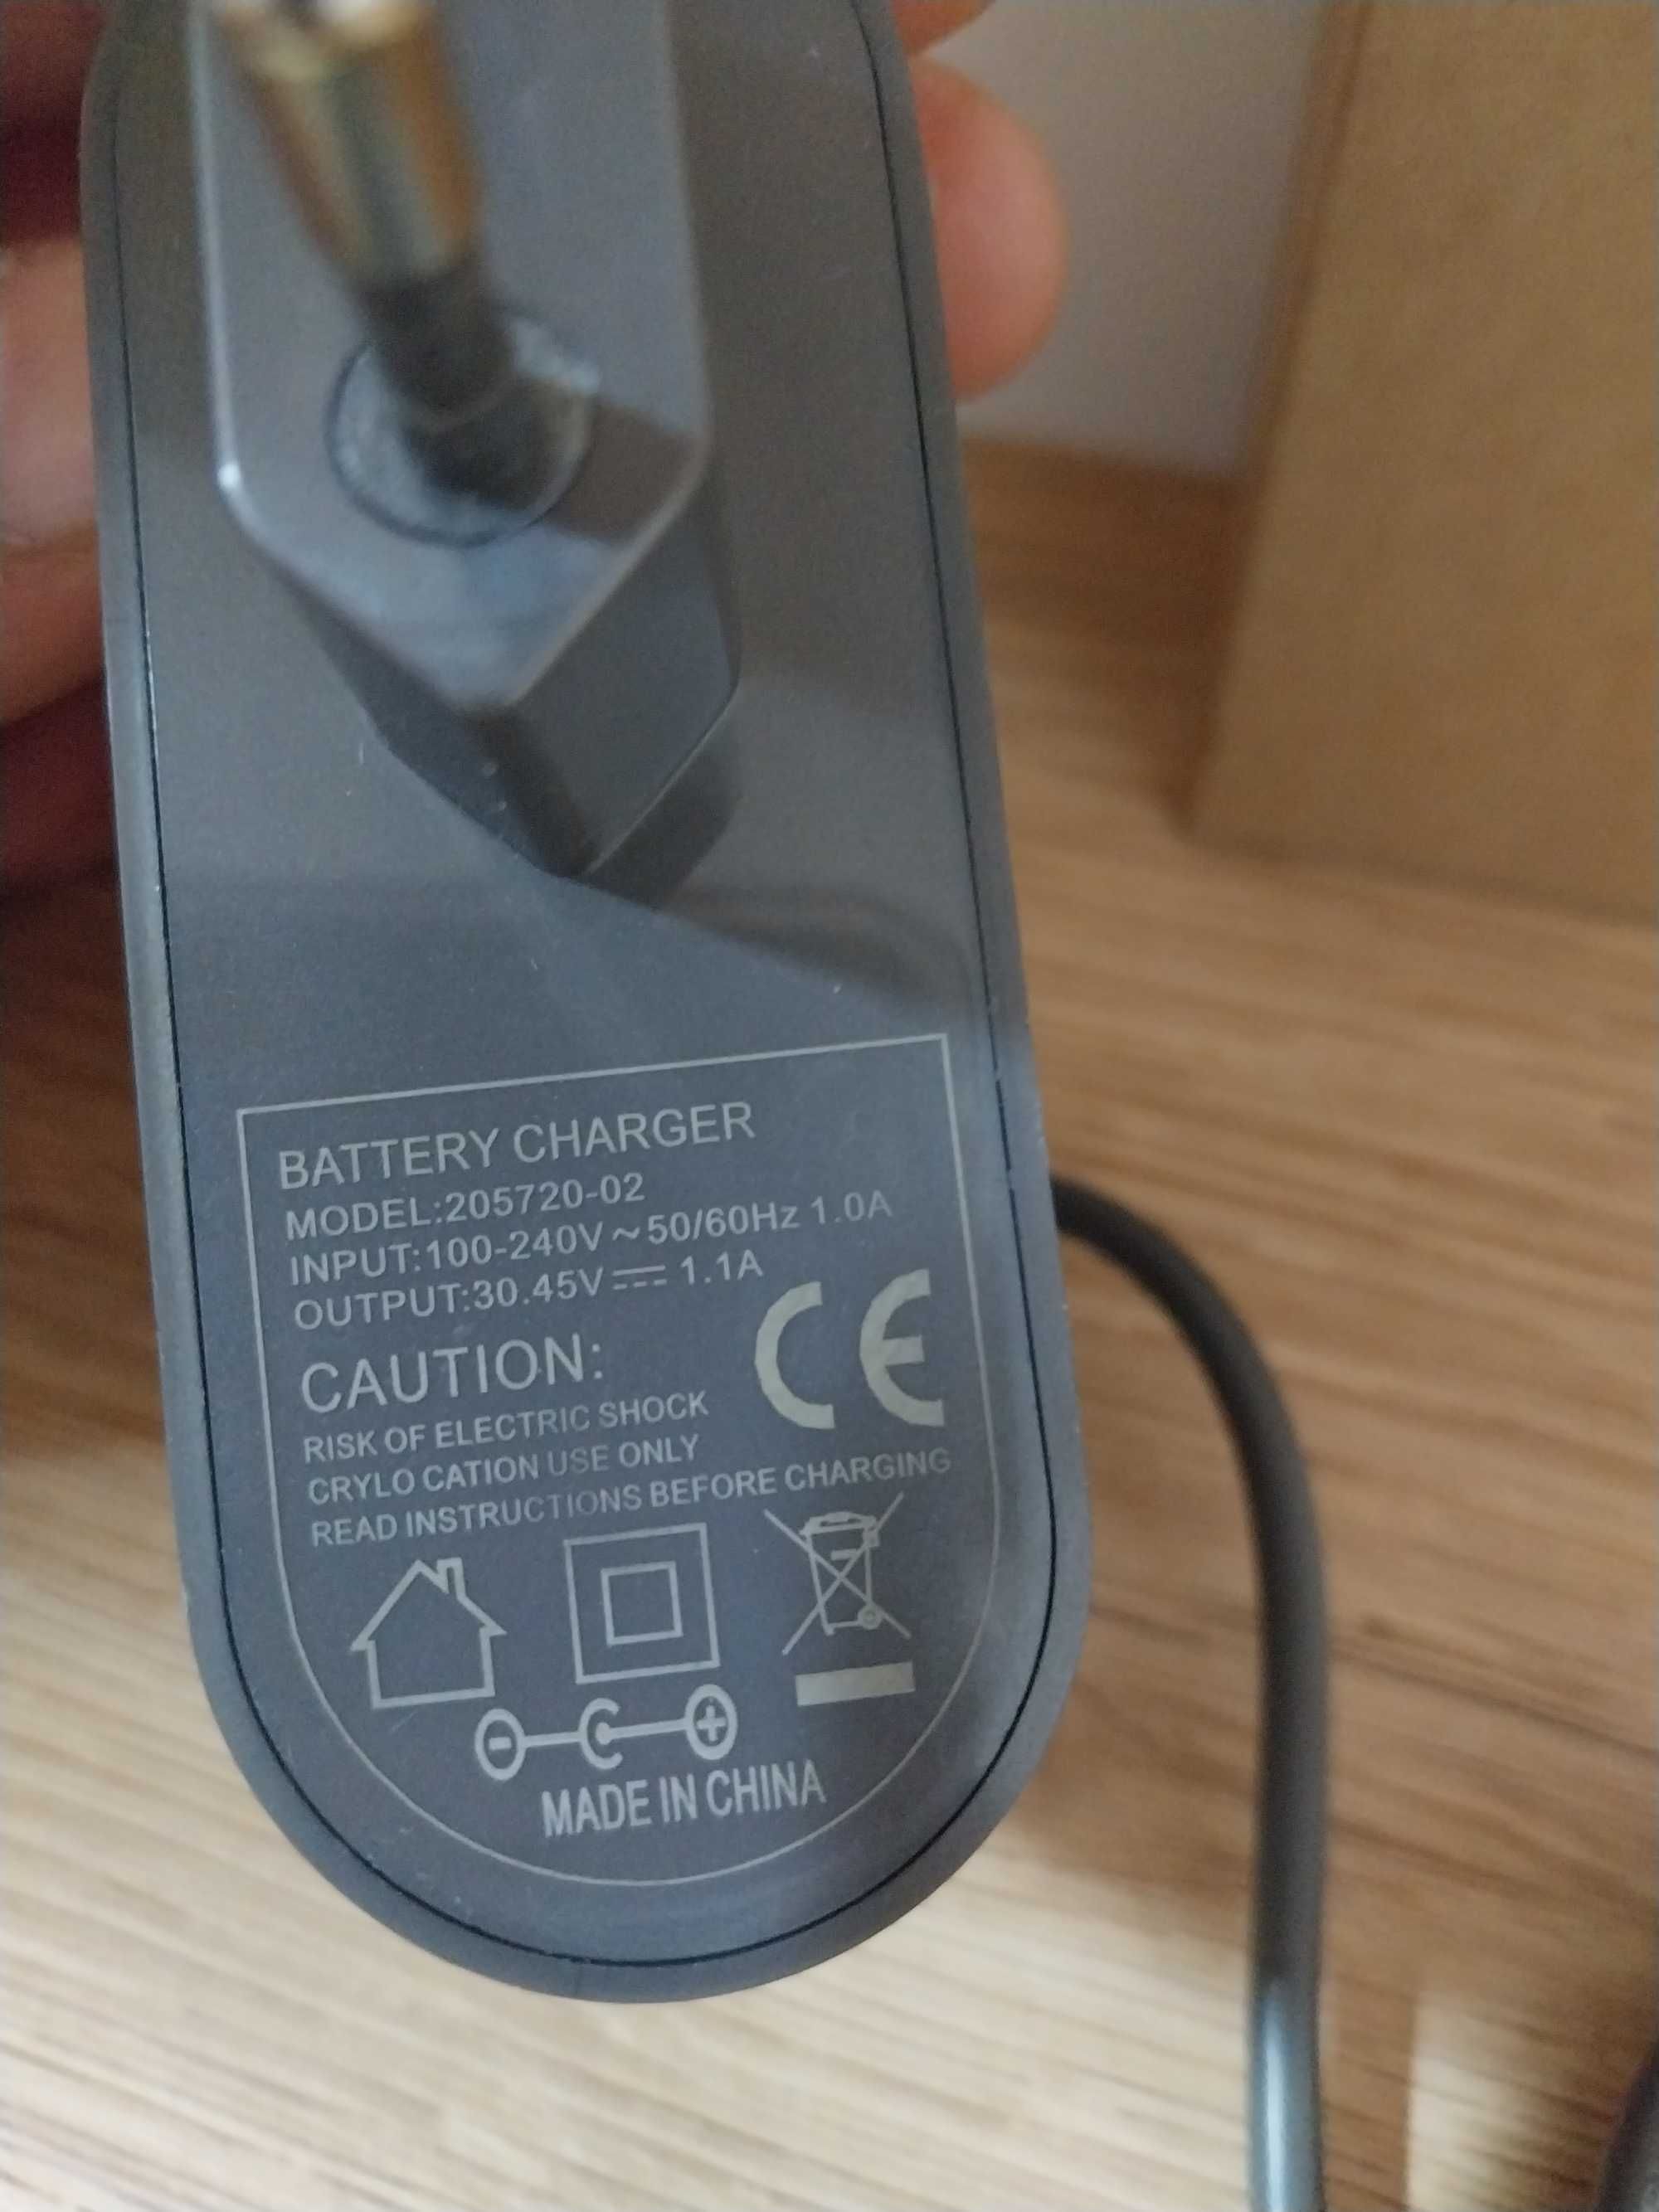 BATTERY CHARGER
MODEL:205720-02
INPUT:100-240V~50/60Hz 1.0A
OUTPUT:30.45V⎓1.1A
CAUTION:
RISK OF ELECTRIC SHOCK
CRYLO CATION USE ONLY
READ INSTRUCTIONS BEFORE CHARGING
CE
MADE IN CHINA